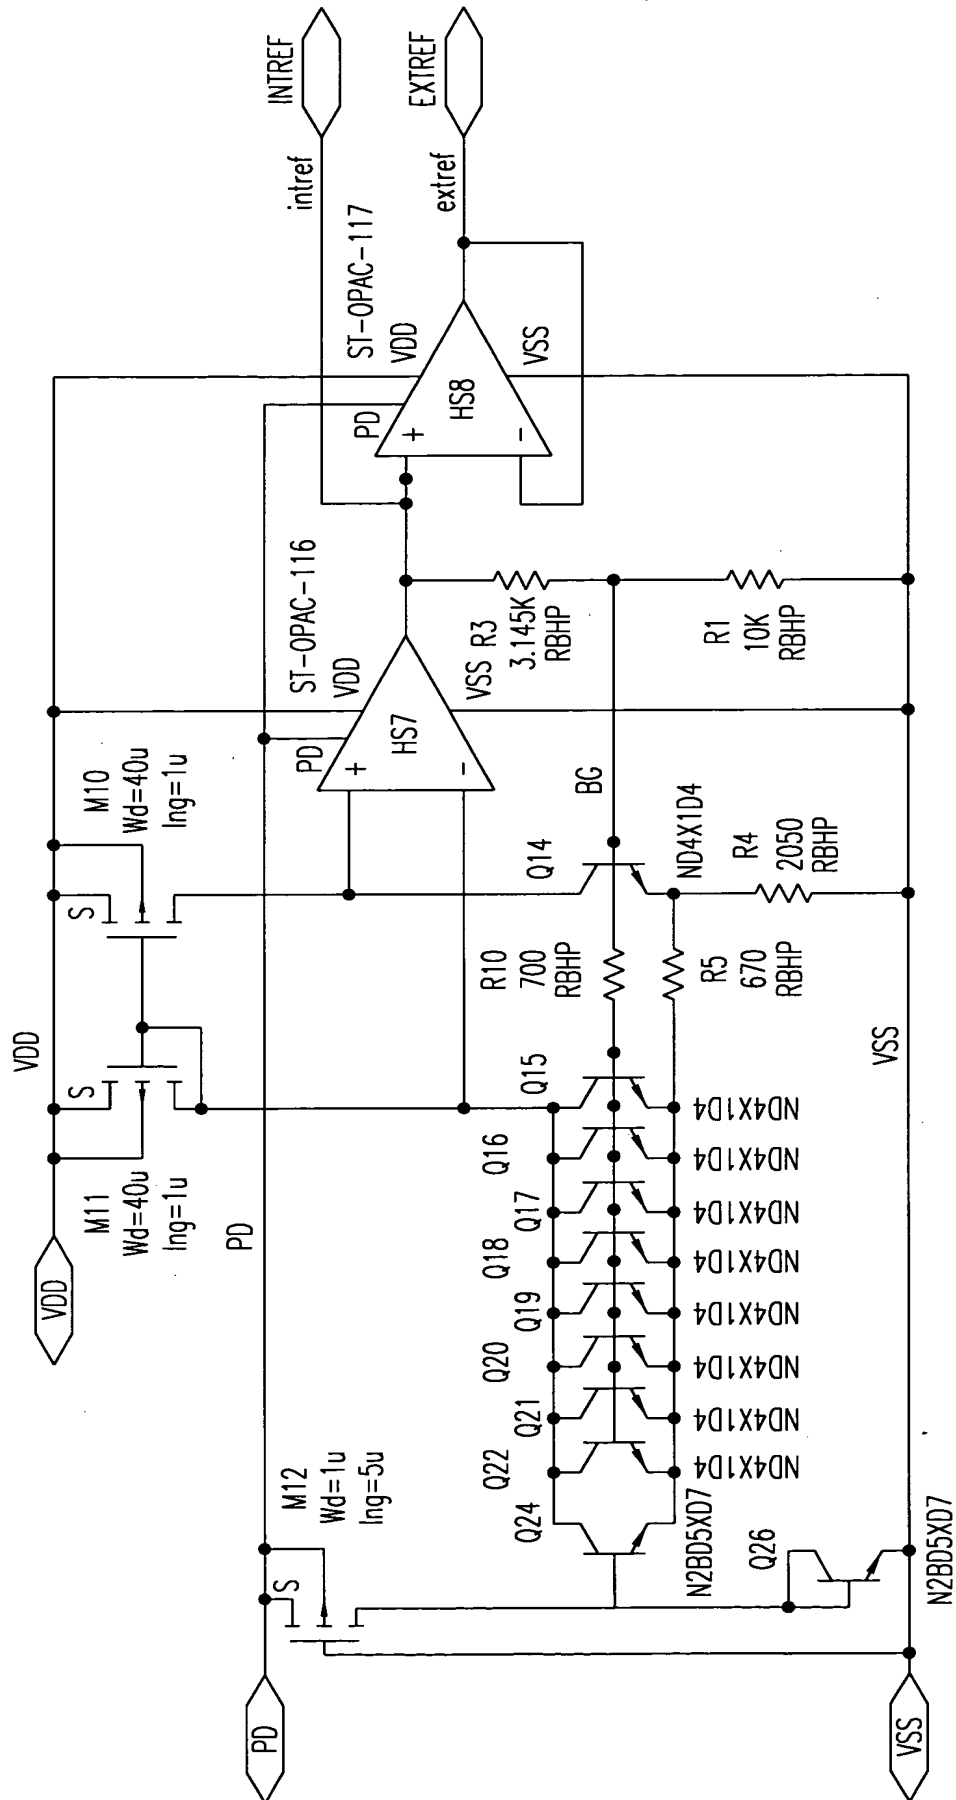 PD
VDD
VSS
PD
VDD
VSS
M12
Wd=1u
lng=5u
S
M11
Wd=40u
lng=1u
S
M10
Wd=40u
lng=1u
S
Q24
N2BD5XD7
Q26
N2BD5XD7
Q22
Q21
Q20
Q19
Q18
Q17
Q16
Q15
ND4X1D4
ND4X1D4
ND4X1D4
ND4X1D4
ND4X1D4
ND4X1D4
ND4X1D4
ND4X1D4
R10
700
RBHP
R5
670
RBHP
Q14
ND4X1D4
R4
2050
RBHP
BG
ST-OPAC-116
VDD
PD
HS7
+
-
VSS
R3
3.145K
RBHP
R1
10K
RBHP
ST-OPAC-117
VDD
PD
HS8
+
-
VSS
intref
INTREF
extref
EXTREF